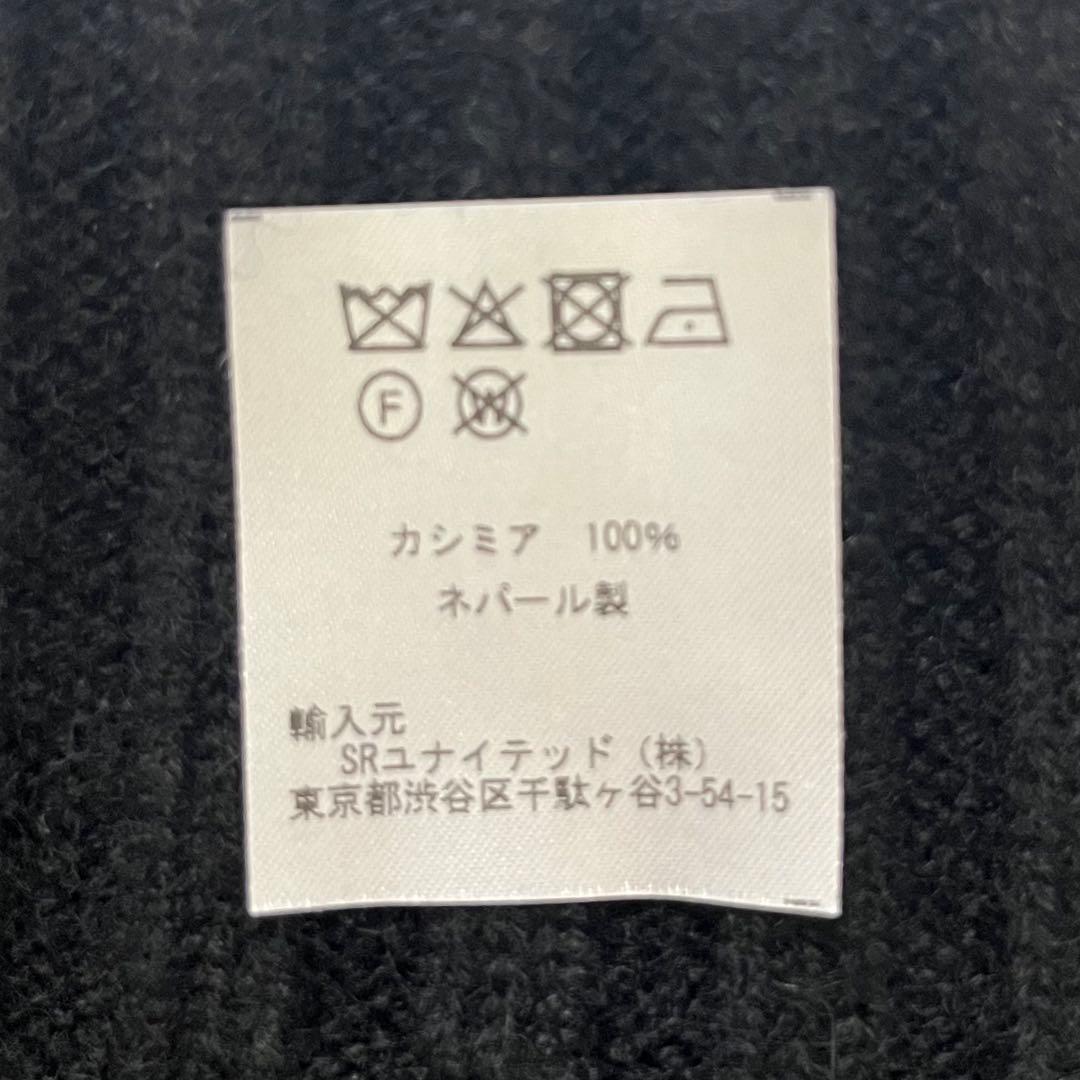 F W
カシミア 100%
ネパール製
輸入元
SRユナイテッド（株）
東京都渋谷区千駄ヶ谷3-54-15